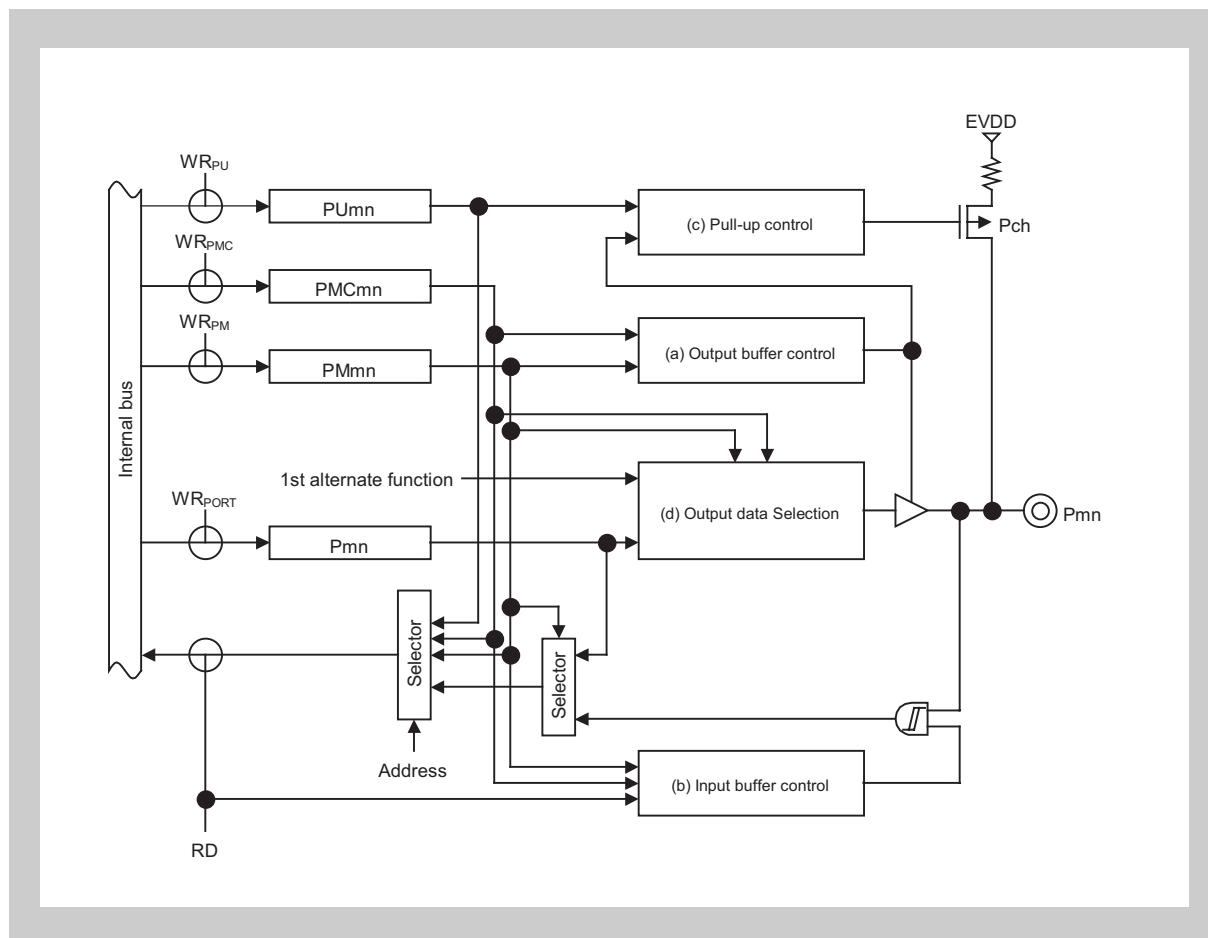 EVDD
WRPU
PUmn
(c) Pull-up control
Pch
WRPMC
PMCmn
WRPM
PMmn
(a) Output buffer control
Internal bus
1st alternate function
WRPORT
Pmn
(d) Output data Selection
Pmn
Selector
Selector
Address
(b) Input buffer control
RD